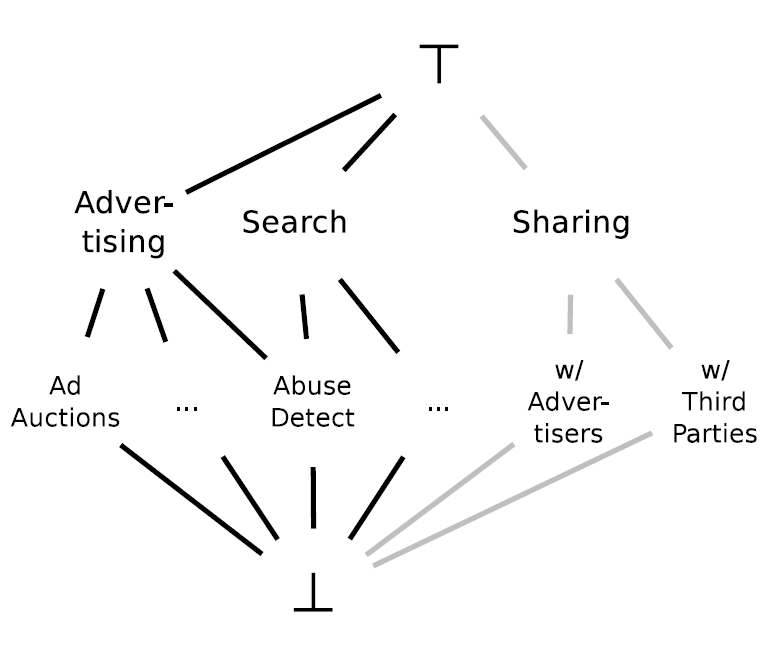 ⊤
Adver-
tising
Search
Sharing
Ad
Auctions
...
Abuse
Detect
...
w/
Adver-
tisers
w/
Third
Parties
⊥